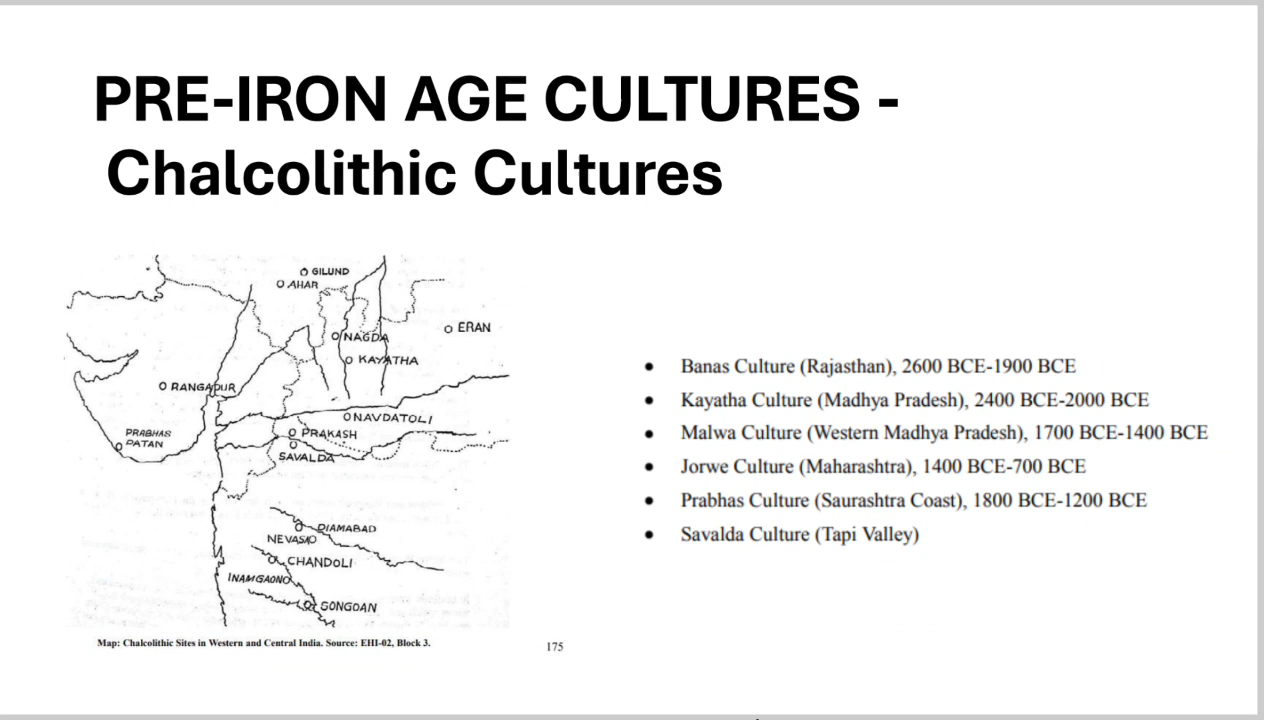 PRE-IRON AGE CULTURES -
Chalcolithic Cultures
GILUND
AHAR
ERAN
NAGDA
KAYATHA
RANGAPUR
NAVDATOLI
PRABHAS
PATAN
PRAKASH
SAVALDA
DIAMABAD
NEVASO
CHANDOLI
INAMGAONO
SONGOAN
Map: Chalcolithic Sites in Western and Central India. Source: EHI-02, Block 3.
175
• Banas Culture (Rajasthan), 2600 BCE-1900 BCE
• Kayatha Culture (Madhya Pradesh), 2400 BCE-2000 BCE
• Malwa Culture (Western Madhya Pradesh), 1700 BCE-1400 BCE
• Jorwe Culture (Maharashtra), 1400 BCE-700 BCE
• Prabhas Culture (Saurashtra Coast), 1800 BCE-1200 BCE
• Savalda Culture (Tapi Valley)